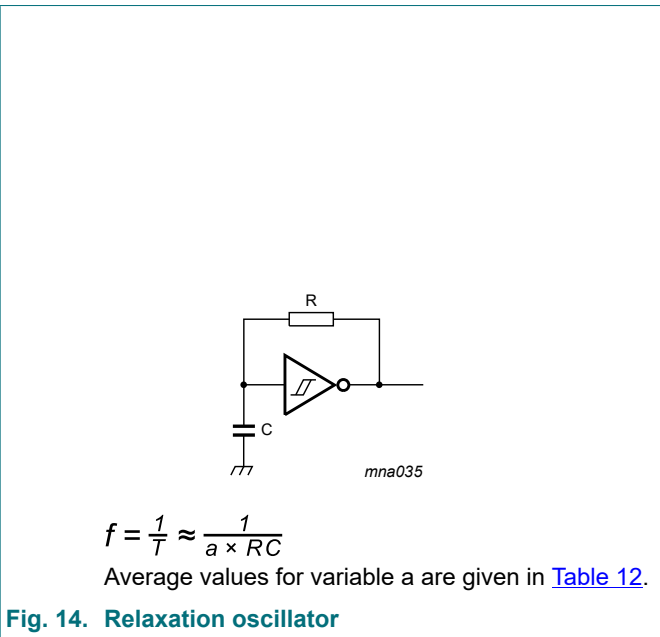 R
C
mna035
f = 1/T ≈ 1/(a × RC)
Average values for variable a are given in Table 12.
Fig. 14. Relaxation oscillator